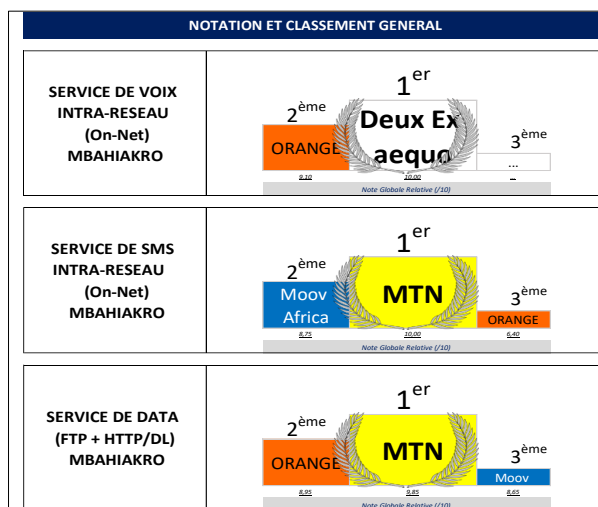 NOTATION ET CLASSEMENT GENERAL
SERVICE DE VOIX
INTRA-RESEAU
(On-Net)
MBAHIAKRO
1er
2ème
3ème
Deux Ex
aequo
ORANGE
...
9,10
10,00
...
Note Globale Relative (/10)
SERVICE DE SMS
INTRA-RESEAU
(On-Net)
MBAHIAKRO
1er
2ème
3ème
Moov
Africa
MTN
ORANGE
8,75
10,00
6,40
Note Globale Relative (/10)
SERVICE DE DATA
(FTP + HTTP/DL)
MBAHIAKRO
1er
2ème
3ème
ORANGE
MTN
Moov
8,95
9,85
8,65
Note Globale Relative (/10)